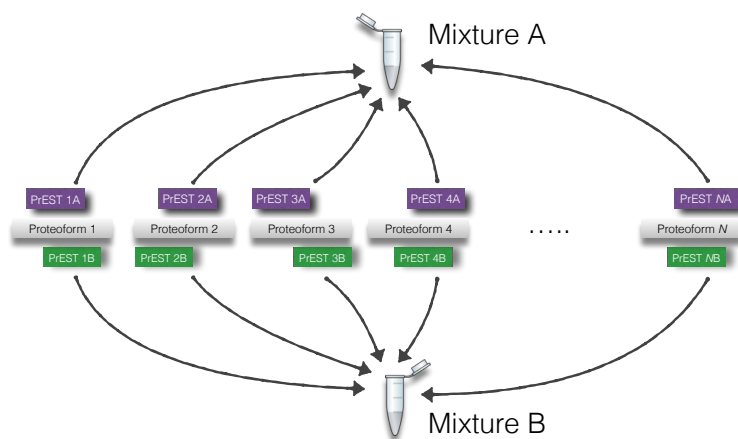 Mixture A
PrEST 1A
PrEST 2A
PrEST 3A
PrEST 4A
PrEST NA
Proteoform 1
Proteoform 2
Proteoform 3
Proteoform 4
.....
Proteoform N
PrEST 1B
PrEST 2B
PrEST 3B
PrEST 4B
PrEST NB
Mixture B